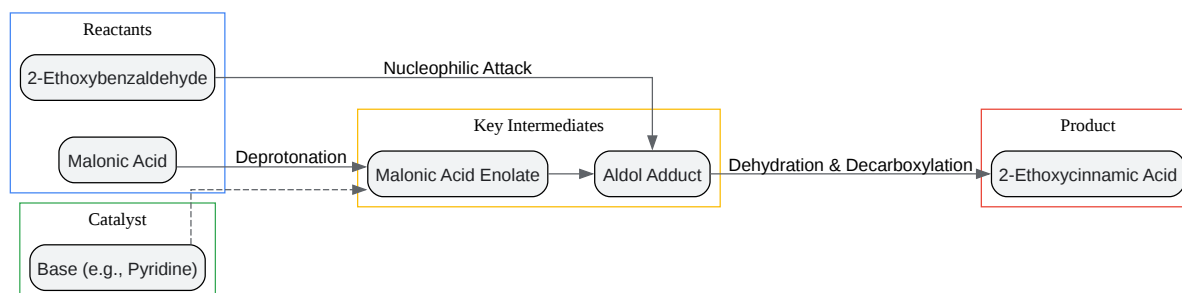 Reactants
2-Ethoxybenzaldehyde
Nucleophilic Attack
Key Intermediates
Product
Malonic Acid
Deprotonation
Malonic Acid Enolate
Aldol Adduct
Dehydration & Decarboxylation
2-Ethoxycinnamic Acid
Catalyst
Base (e.g., Pyridine)